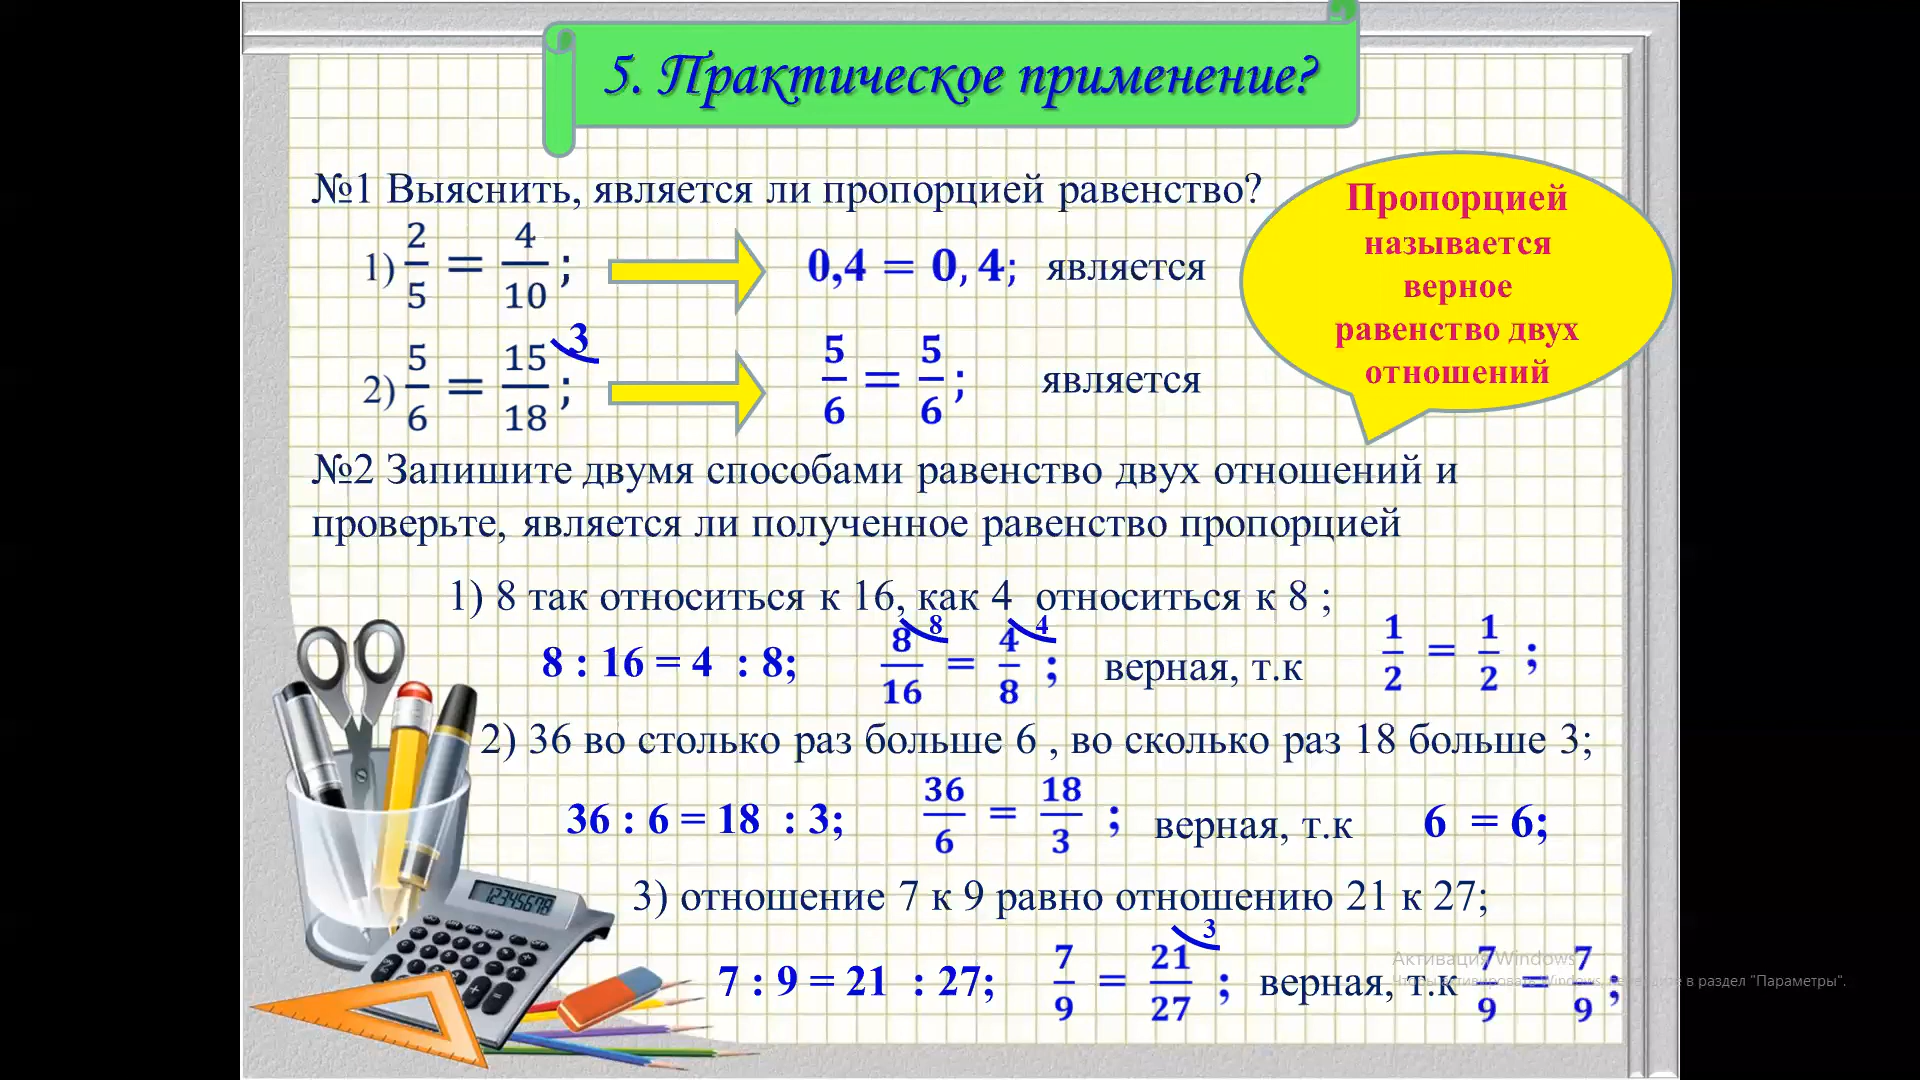 5. Практическое применение?
№1 Выяснить, является ли пропорцией равенство?
1) 2/5 = 4/10 ; 0,4 = 0,4; является
2) 5/6 = 15/18 ; 3 5/6 = 5/6 ; является
Пропорцией
называется
верное
равенство двух
отношений
№2 Запишите двумя способами равенство двух отношений и
проверьте, является ли полученное равенство пропорцией
1) 8 так относиться к 16, как 4 относиться к 8 ;
8 : 16 = 4 : 8; 8/16 8 = 4/8 4 ; верная, т.к 1/2 = 1/2 ;
2) 36 во столько раз больше 6 , во сколько раз 18 больше 3;
36 : 6 = 18 : 3; 36/6 = 18/3 ; верная, т.к 6 = 6;
3) отношение 7 к 9 равно отношению 21 к 27;
7 : 9 = 21 : 27; 7/9 = 21/27 3 ; верная, т.к 7/9 = 7/9 ;
12345678
Активация Windows
в раздел "Параметры".